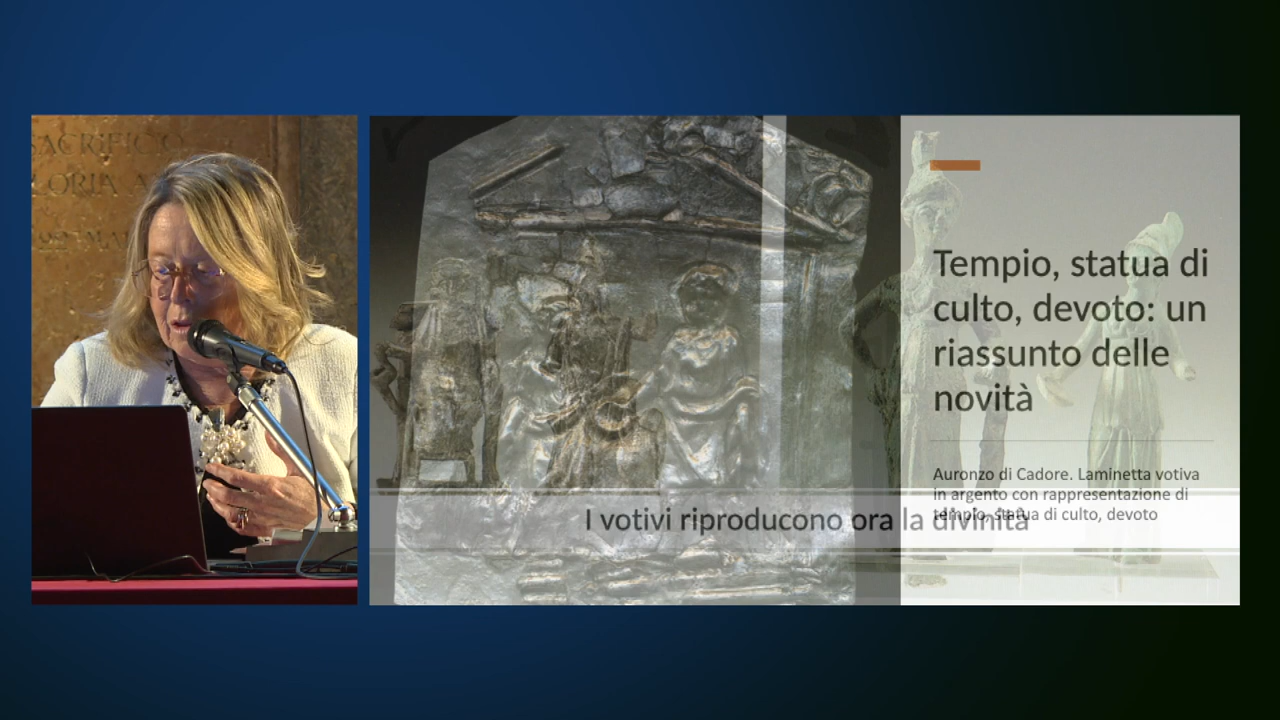 SACRIFICIO
GLORIA A
Tempio, statua di
culto, devoto: un
riassunto delle
novità
Auronzo di Cadore. Laminetta votiva
in argento con rappresentazione di
tempio, statua di culto, devoto
I votivi riproducono ora la divinità